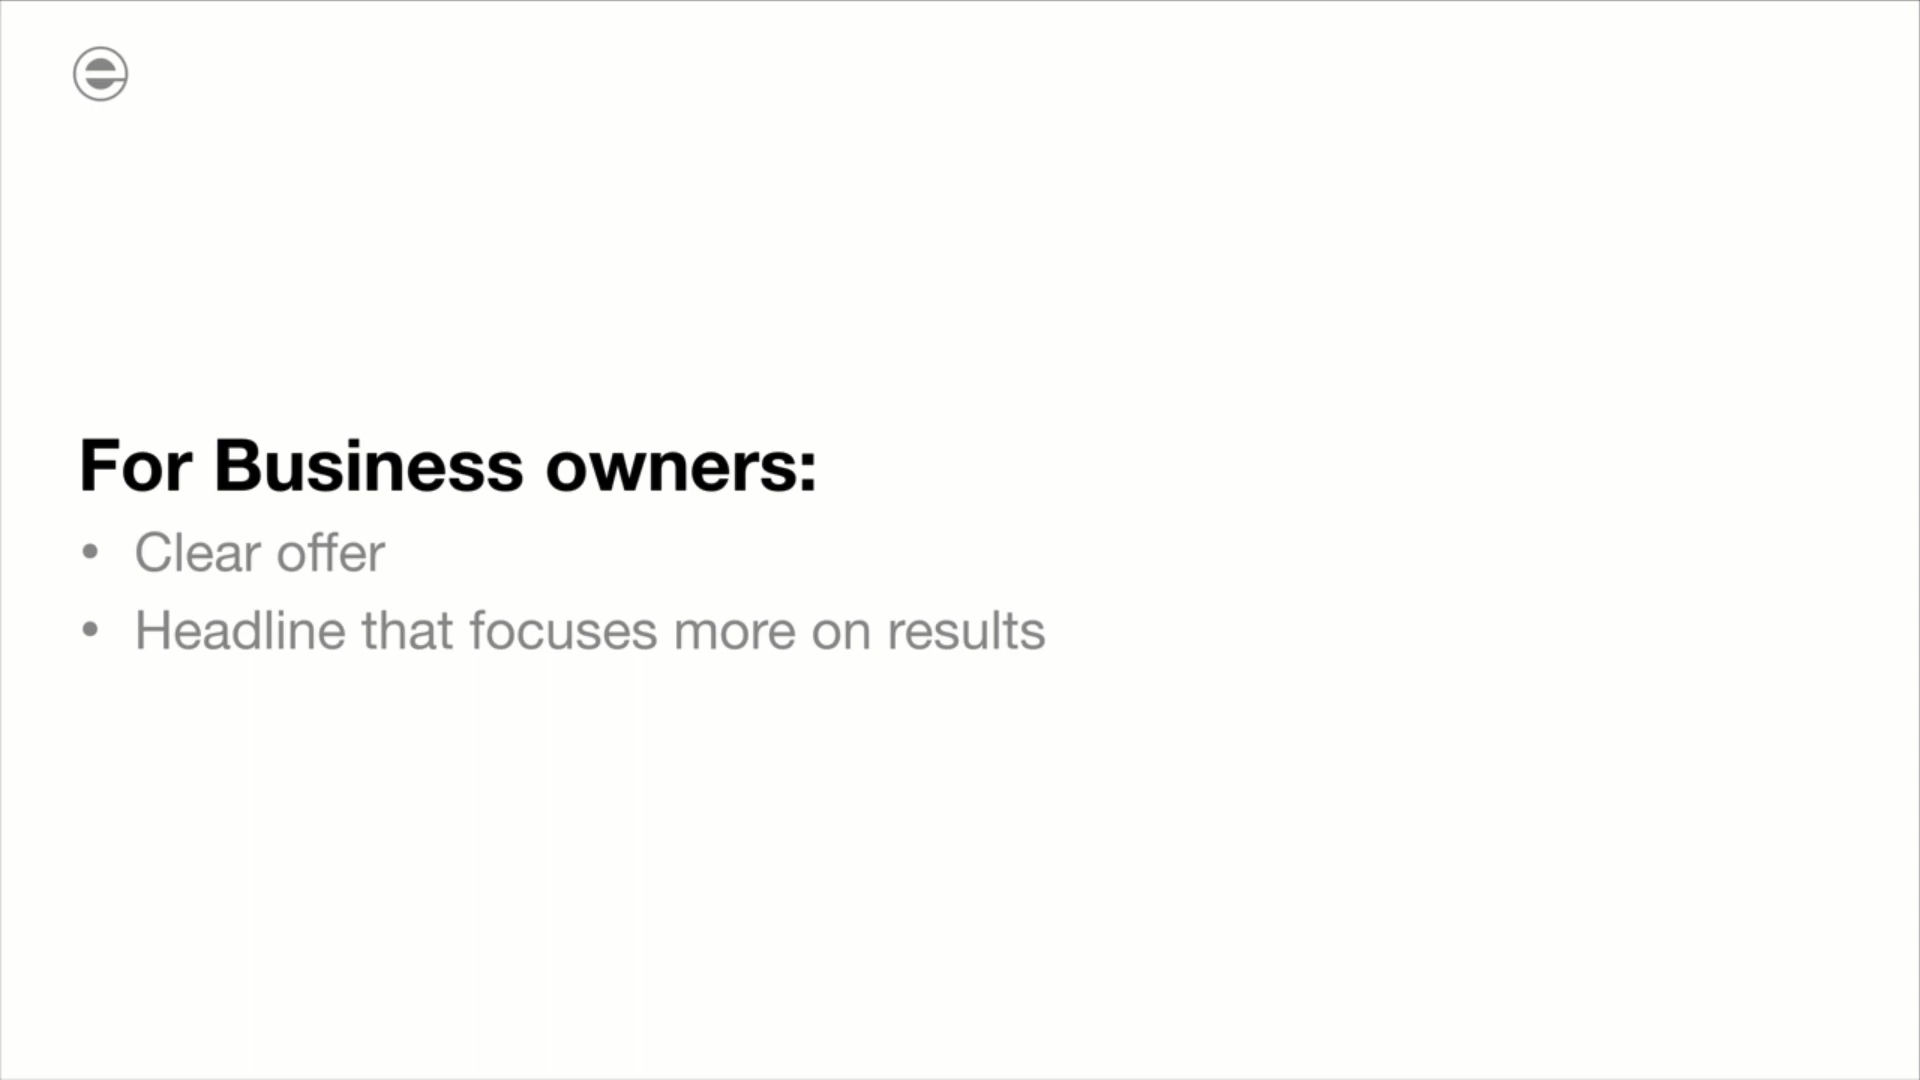 For Business owners:
• Clear offer
• Headline that focuses more on results